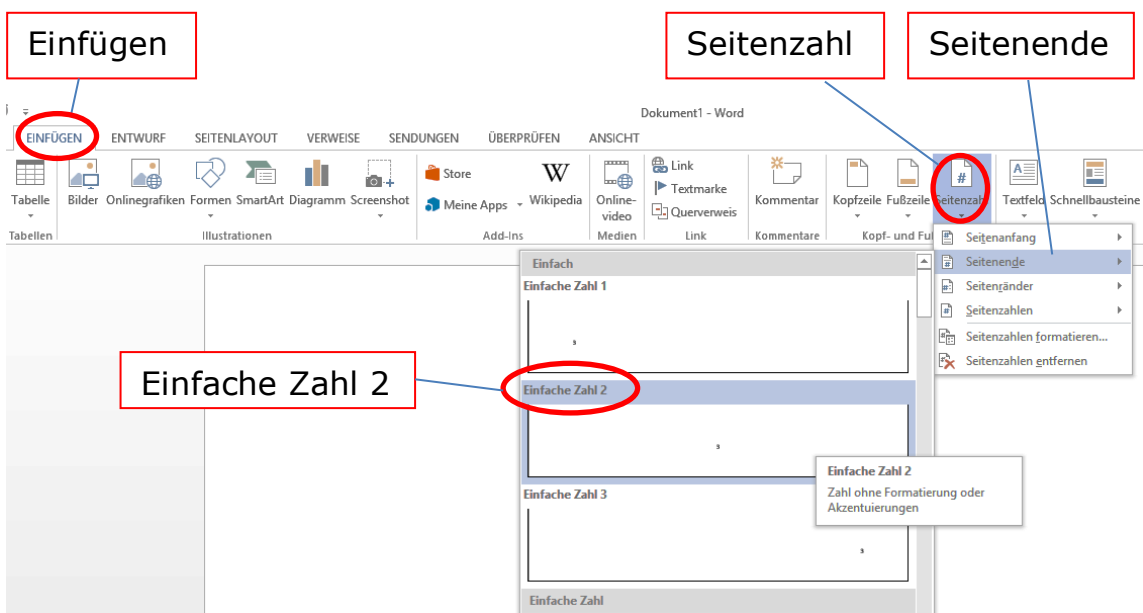 Einfügen
Seitenzahl
Seitenende
Dokument1 - Word
EINFÜGEN ENTWURF SEITENLAYOUT VERWEISE SENDUNGEN ÜBERPRÜFEN ANSICHT
Tabelle
Bilder Onlinegrafiken Formen SmartArt Diagramm Screenshot
Store
Meine Apps
W
Wikipedia
Online-
video
Link
Textmarke
Querverweis
Kommentar
Kopfzeile Fußzeile Seitenzahl
Textfeld Schnellbausteine
Tabellen Illustrationen Add-Ins Medien Link Kommentare Kopf- und Fu
Seitenanfang
Seitenende
Seitenränder
Seitenzahlen
Seitenzahlen formatieren...
Seitenzahlen entfernen
Einfach
Einfache Zahl 1
3
Einfache Zahl 2
Einfache Zahl 2
3
Einfache Zahl 2
Zahl ohne Formatierung oder
Akzentuierungen
Einfache Zahl 3
3
Einfache Zahl